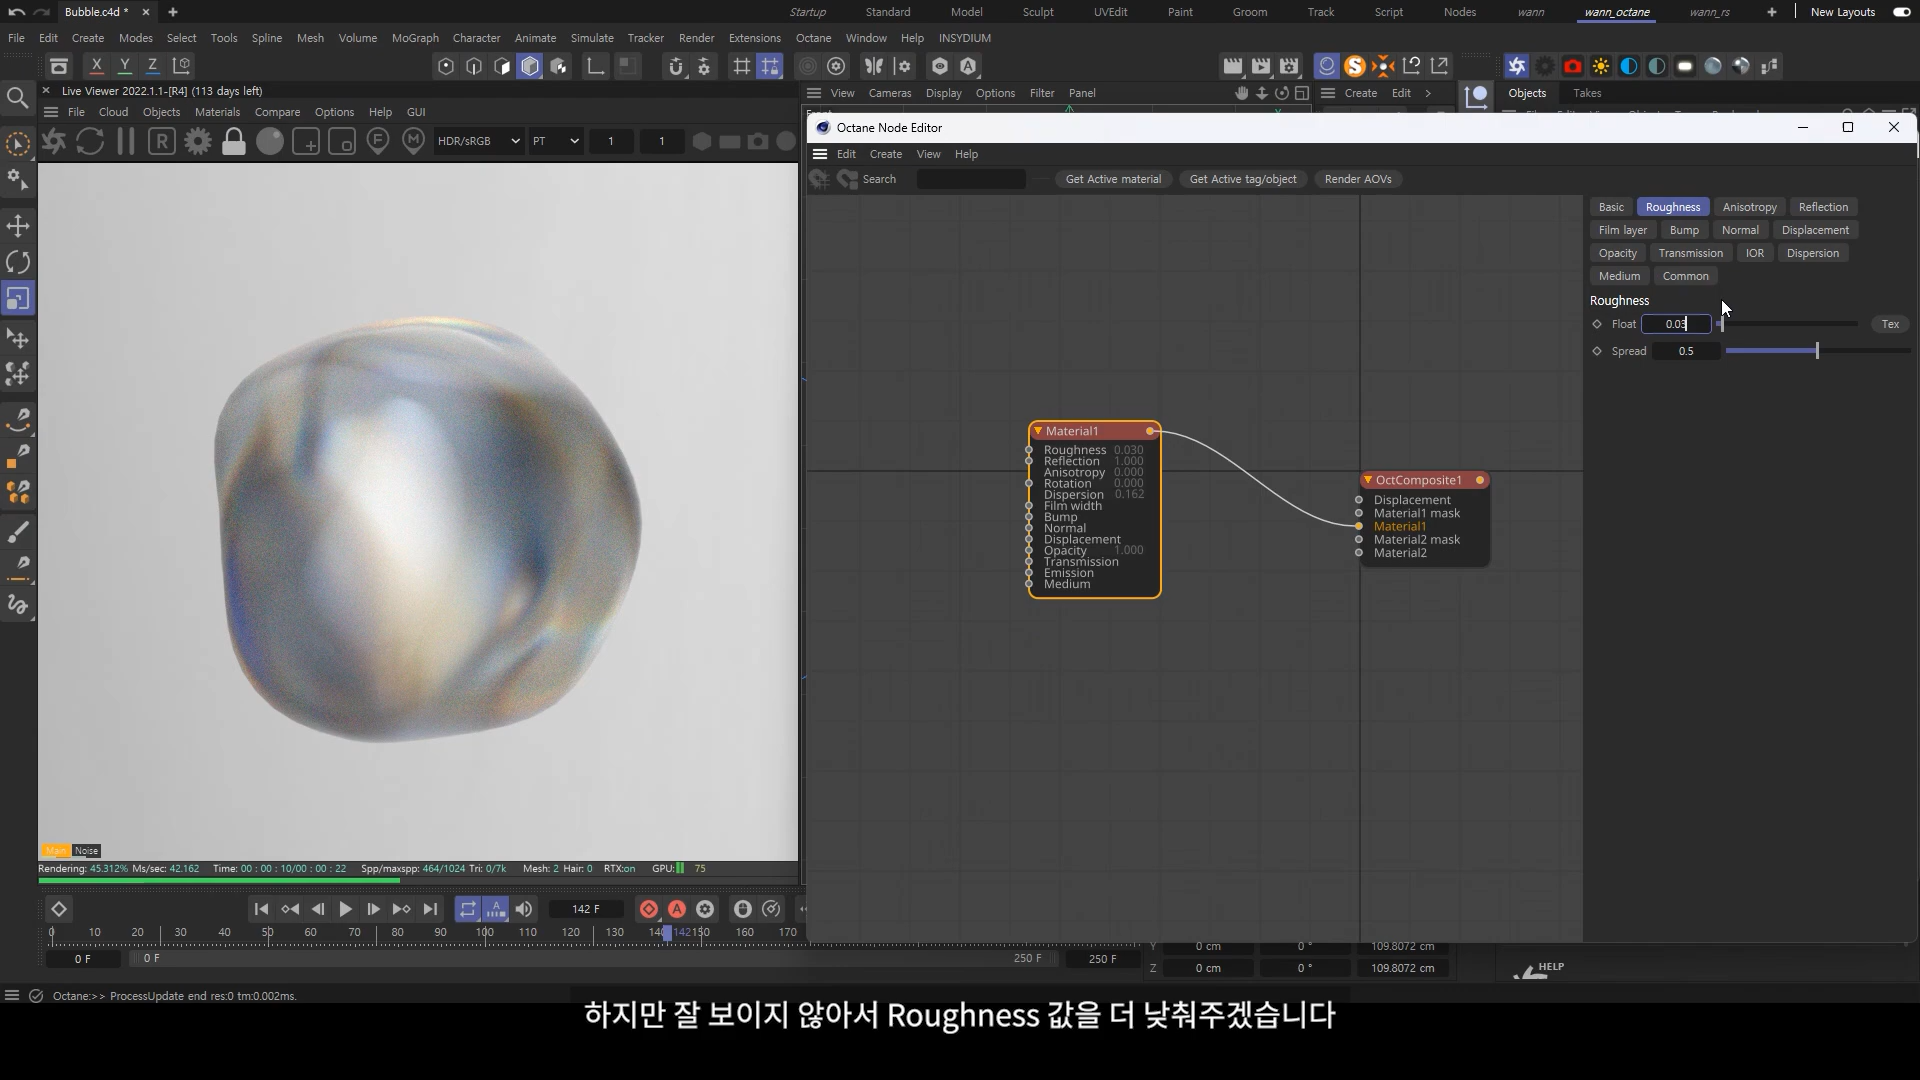 Bubble.c4d *
Startup Standard Model Sculpt UVEdit Paint Groom Track Script Nodes wann wann_octane wann_rs New Layouts
File Edit Create Modes Select Tools Spline Mesh Volume MoGraph Character Animate Simulate Tracker Render Extensions Octane Window Help INSYDIUM
X Y Z
Live Viewer 2022.1.1-[R4] (113 days left)
View Cameras Display Options Filter Panel
Create Edit
Objects Takes
File Cloud Objects Materials Compare Options Help GUI
HDR/sRGB PT 1 1
Octane Node Editor
Edit Create View Help
Search Get Active material Get Active tag/object Render AOVs
Basic Roughness Anisotropy Reflection
Film layer Bump Normal Displacement
Opacity Transmission IOR Dispersion
Medium Common
Roughness
Float 0.03 Tex
Spread 0.5
Material1
Roughness 0.030
Reflection 1.000
Anisotropy 0.000
Rotation 0.000
Dispersion 0.162
Film width
Bump
Normal
Displacement
Opacity 1.000
Transmission
Emission
Medium
OctComposite1
Displacement
Material1 mask
Material1
Material2 mask
Material2
Main Noise
Rendering: 45.312% Ms/sec: 42.162 Time: 00 : 00 : 10/00 : 00 : 22 Spp/maxspp: 464/1024 Tri: 0/7k Mesh: 2 Hair: 0 RTX:on GPU: 75
142 F
0 10 20 30 40 50 60 70 80 90 100 110 120 130 140 142 150 160 170
0 F 0 F 250 F 250 F
Y 0 cm 0 ° 109.8072 cm
Z 0 cm 0 ° 109.8072 cm
HELP
Octane:>> ProcessUpdate end res:0 tm:0.002ms.
하지만 잘 보이지 않아서 Roughness 값을 더 낮춰주겠습니다